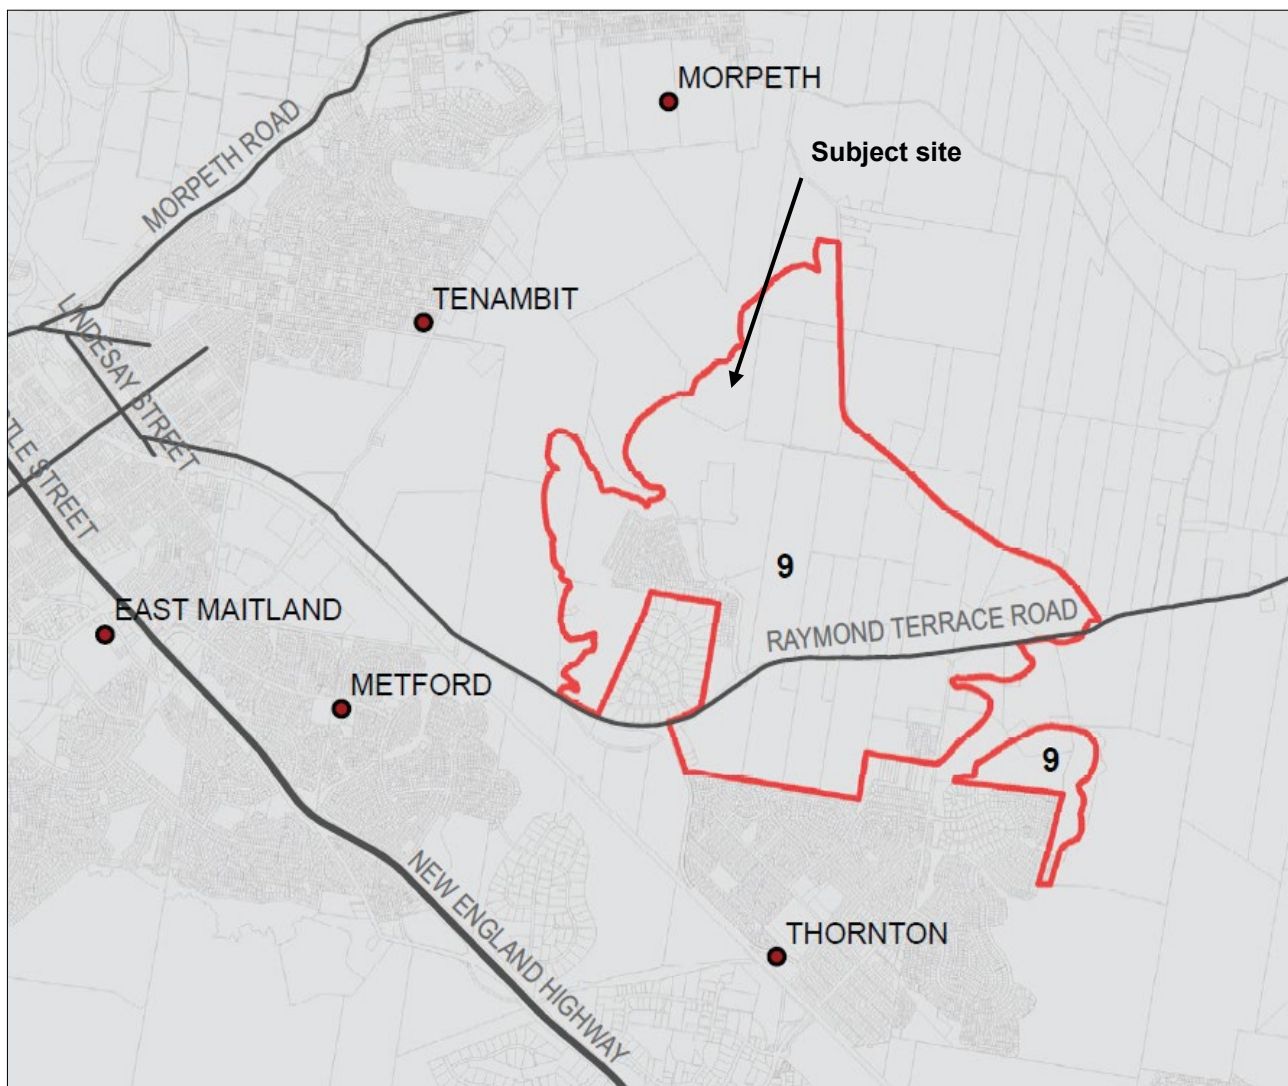 MORPETH
Subject site
MORPETH ROAD
TENAMBIT
LINDESAY STREET
TLE STREET
9
RAYMOND TERRACE ROAD
EAST MAITLAND
METFORD
9
NEW ENGLAND HIGHWAY
THORNTON